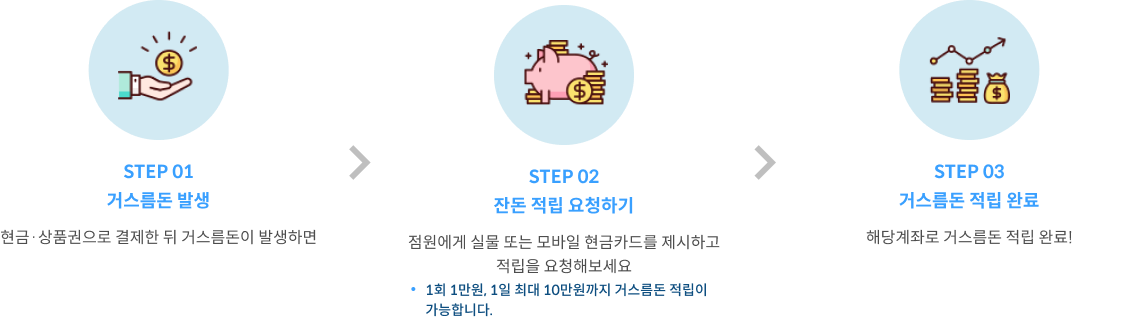 STEP 01
거스름돈 발생
현금·상품권으로 결제한 뒤 거스름돈이 발생하면
STEP 02
잔돈 적립 요청하기
점원에게 실물 또는 모바일 현금카드를 제시하고
적립을 요청해보세요
• 1회 1만원, 1일 최대 10만원까지 거스름돈 적립이
가능합니다.
STEP 03
거스름돈 적립 완료
해당계좌로 거스름돈 적립 완료!